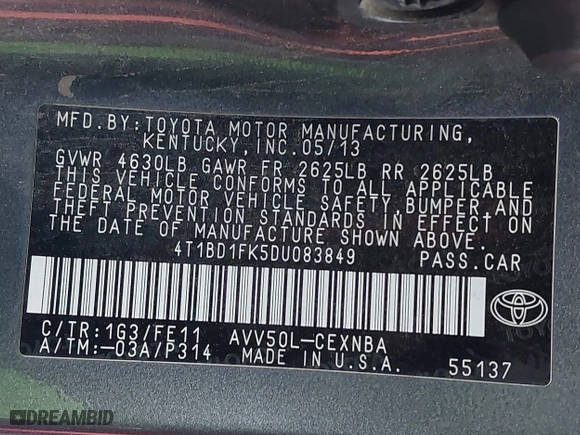 MFD.BY:TOYOTA MOTOR MANUFACTURING,
KENTUCKY,INC.05/13
GVWR 4630LB GAWR FR 2625LB RR 2625LB
THIS VEHICLE CONFORMS TO ALL APPLICABLE
FEDERAL MOTOR VEHICLE SAFETY,BUMPER,AND
THEFT PREVENTION STANDARDS IN EFFECT ON
THE DATE OF MANUFACTURE SHOWN ABOVE.
4T1BD1FK5DU083849 PASS.CAR
C/TR:1G3/FE11 AVV50L-CEXNBA
A/TM:-03A/P314 MADE IN U.S.A. 55137
DREAMBID